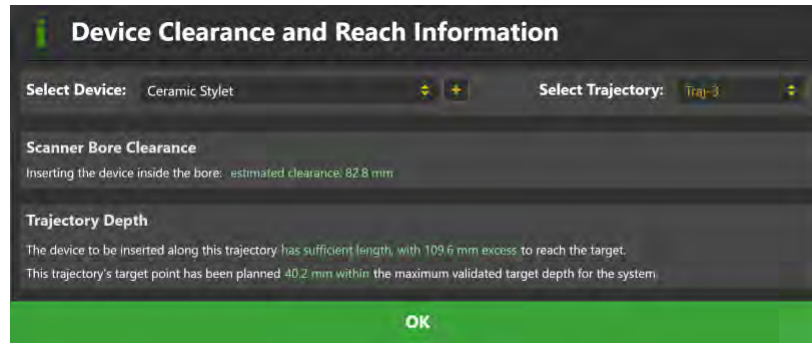 Device Clearance and Reach Information
Select Device: Ceramic Stylet + Select Trajectory: Traj-3
Scanner Bore Clearance
Inserting the device inside the bore: estimated clearance: 82.8 mm
Trajectory Depth
The device to be inserted along this trajectory has sufficient length, with 109.6 mm excess to reach the target.
This trajectory's target point has been planned 40.2 mm within the maximum validated target depth for the system
OK